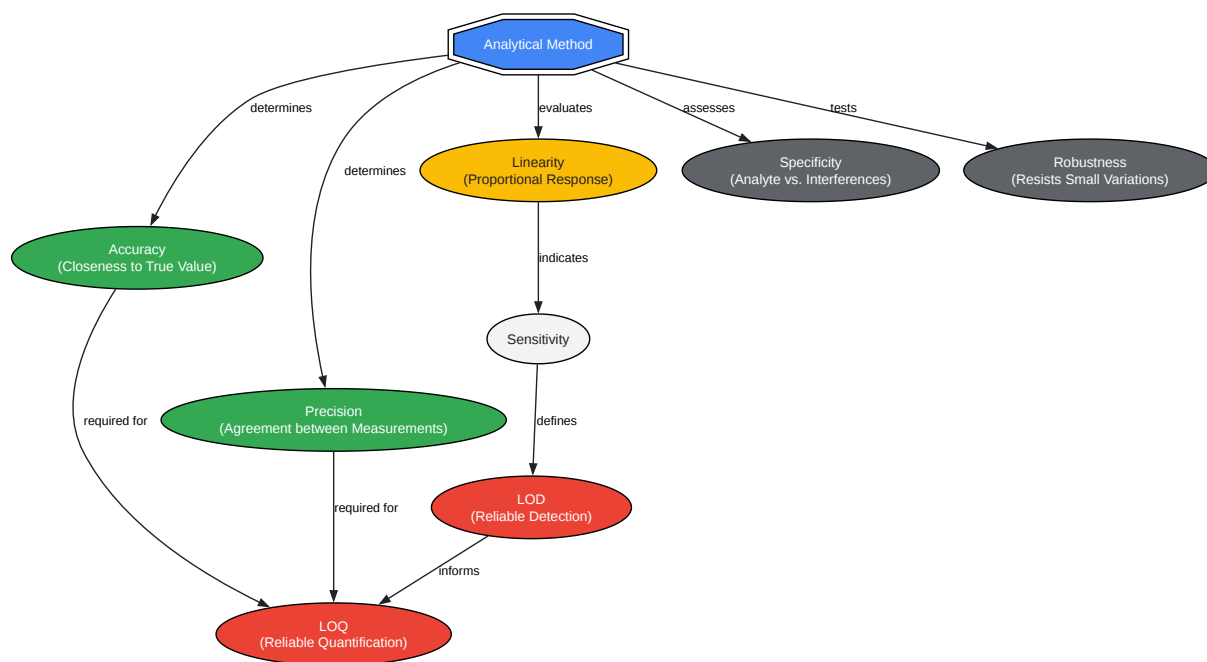 Analytical Method
determines
evaluates
assesses
tests
determines
Linearity
(Proportional Response)
Specificity
(Analyte vs. Interferences)
Robustness
(Resists Small Variations)
Accuracy
(Closeness to True Value)
indicates
Sensitivity
required for
Precision
(Agreement between Measurements)
defines
LOD
(Reliable Detection)
required for
informs
LOQ
(Reliable Quantification)